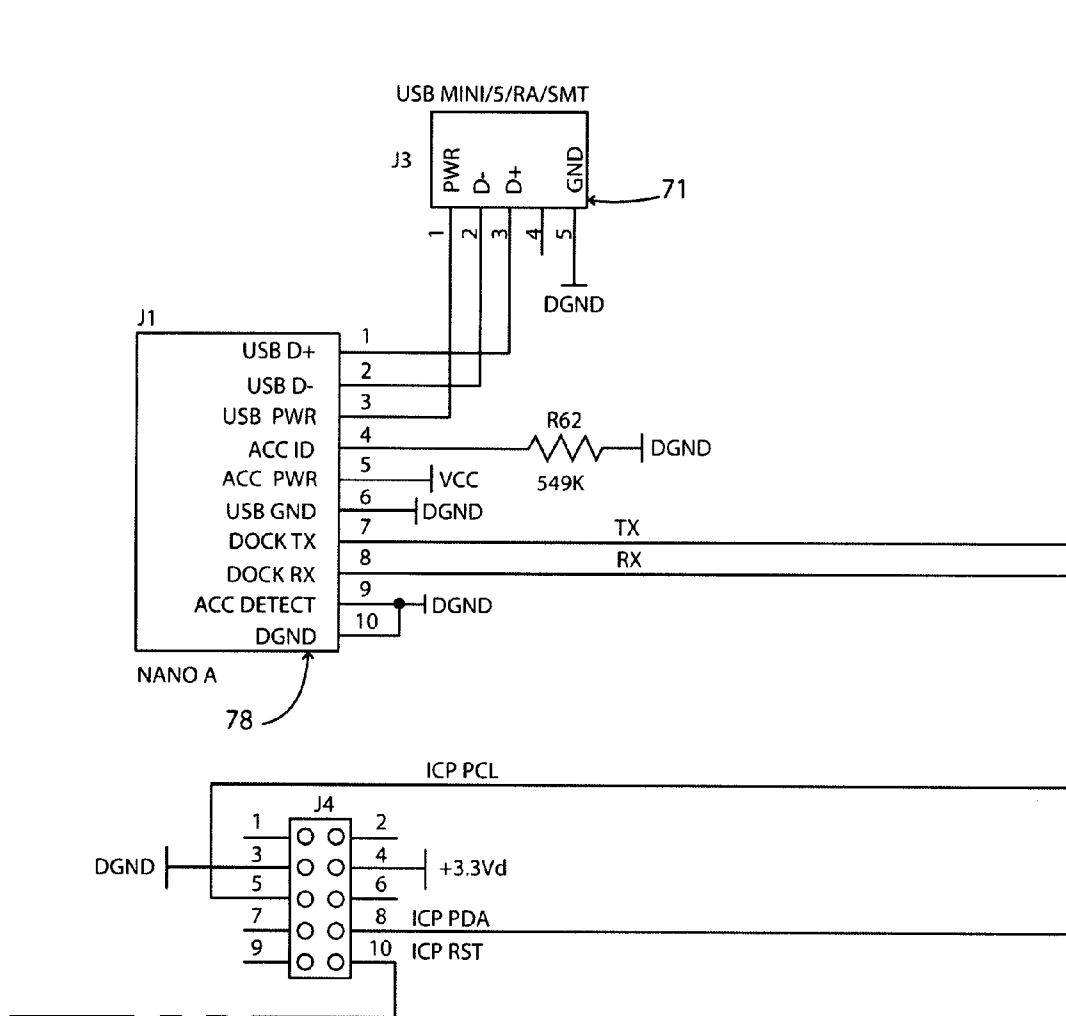 USB MINI/5/RA/SMT
J3
PWR
D-
D+
GND
71
1
2
3
4
5
DGND
J1
USB D+ 1
USB D- 2
USB PWR 3
ACC ID 4
R62
549K
DGND
ACC PWR 5 VCC
USB GND 6 DGND
DOCK TX 7 TX
DOCK RX 8 RX
ACC DETECT 9 DGND
DGND 10
NANO A
78
ICP PCL
J4
1 2
DGND 3 4 +3.3Vd
5 6
7 8 ICP PDA
9 10 ICP RST